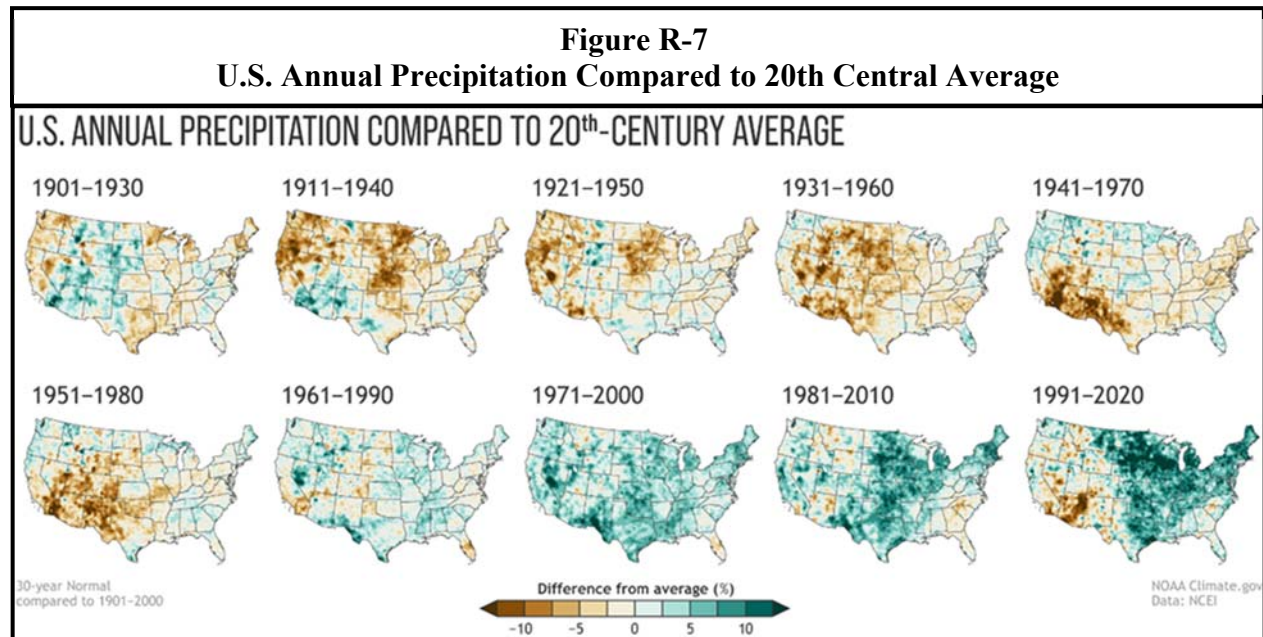 Figure R-7
U.S. Annual Precipitation Compared to 20th Central Average
U.S. ANNUAL PRECIPITATION COMPARED TO 20th-CENTURY AVERAGE
1901–1930
1911–1940
1921–1950
1931–1960
1941–1970
1951–1980
1961–1990
1971–2000
1981–2010
1991–2020
30-year Normal
compared to 1901–2000
Difference from average (%)
-10 -5 0 5 10
NOAA Climate.gov
Data: NCEI